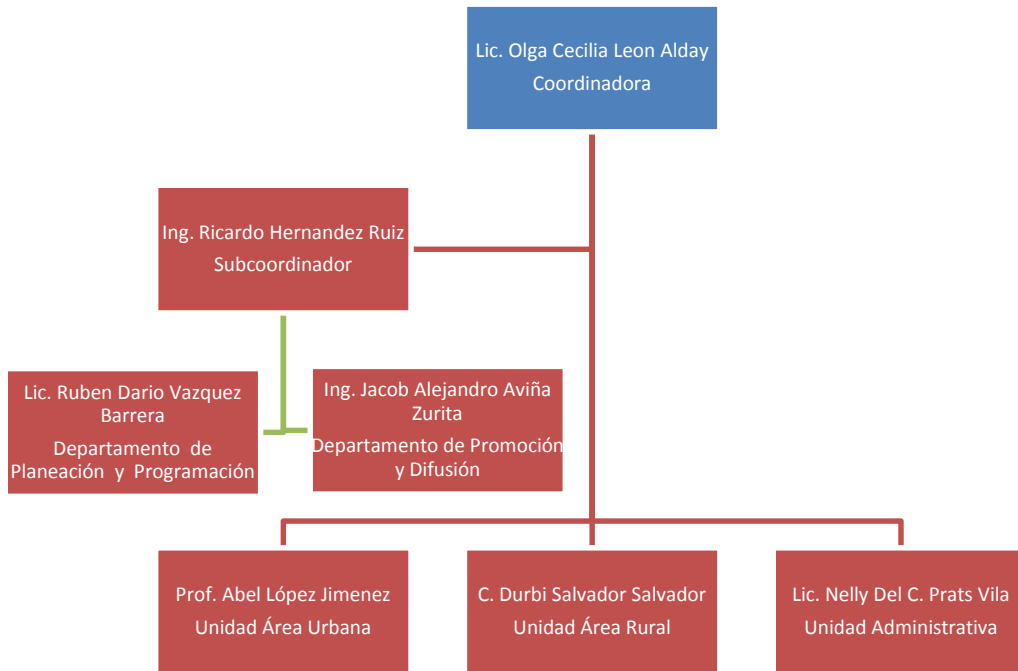 Lic. Olga Cecilia Leon Alday
Coordinadora
Ing. Ricardo Hernandez Ruiz
Subcoordinador
Lic. Ruben Dario Vazquez
Barrera
Departamento de
Planeación y Programación
Ing. Jacob Alejandro Aviña
Zurita
Departamento de Promoción
y Difusión
Prof. Abel López Jimenez
Unidad Área Urbana
C. Durbi Salvador Salvador
Unidad Área Rural
Lic. Nelly Del C. Prats Vila
Unidad Administrativa